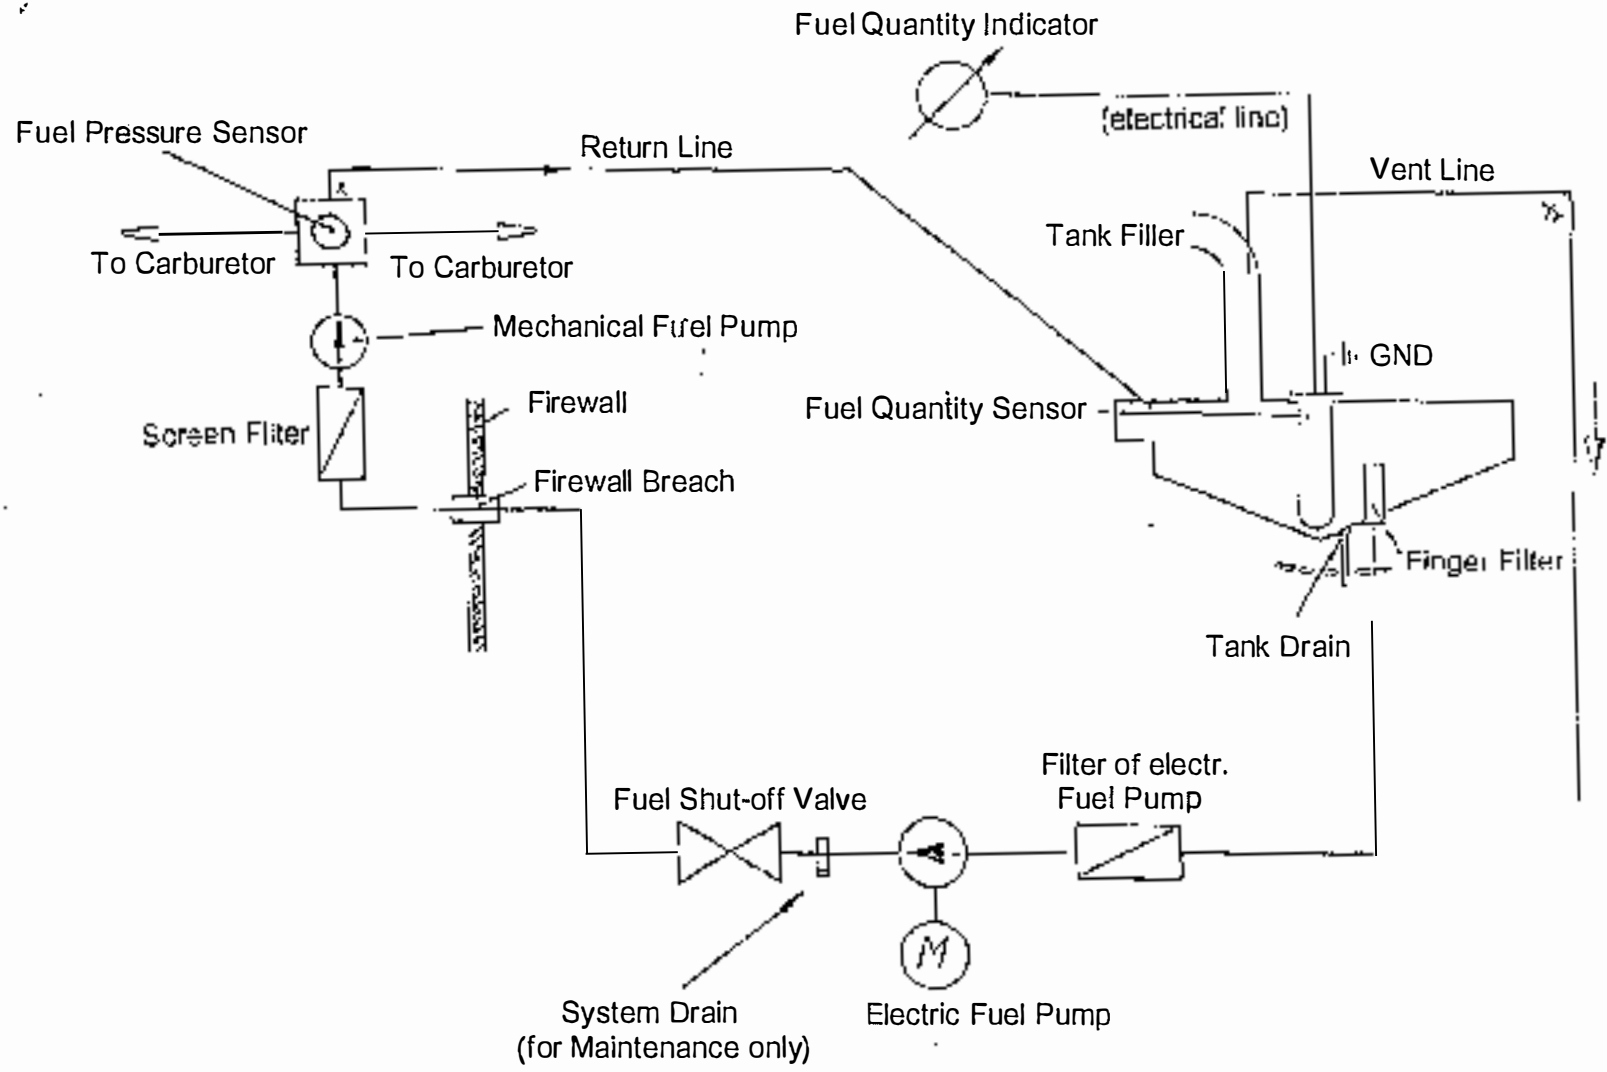 Fuel Quantity Indicator
(electrical line)
Fuel Pressure Sensor
Return Line
Vent Line
Tank Filler
To Carburetor
To Carburetor
Mechanical Fuel Pump
GND
Firewall
Fuel Quantity Sensor
Screen Filter
Firewall Breach
Finger Filter
Tank Drain
Filter of electr.
Fuel Pump
Fuel Shut-off Valve
M
System Drain
(for Maintenance only)
Electric Fuel Pump